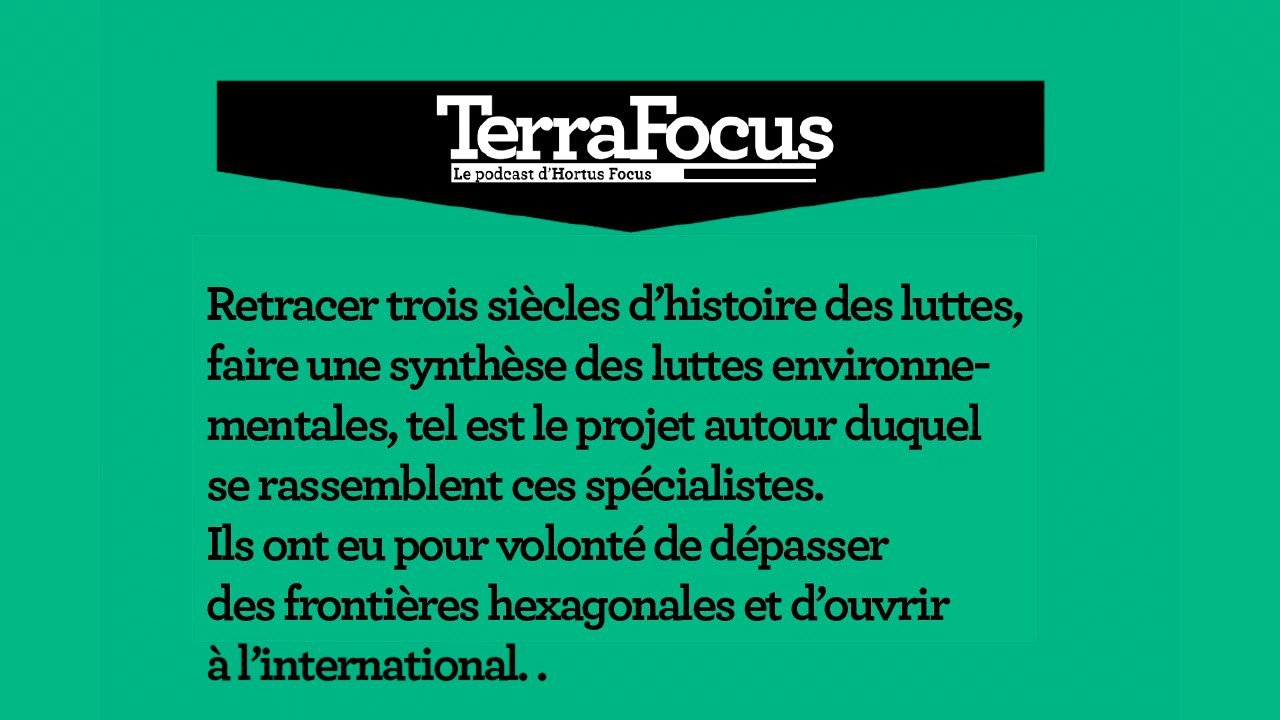 TerraFocus
Le podcast d’Hortus Focus
Retracer trois siècles d’histoire des luttes,
faire une synthèse des luttes environne-
mentales, tel est le projet autour duquel
se rassemblent ces spécialistes.
Ils ont eu pour volonté de dépasser
des frontières hexagonales et d’ouvrir
à l’international. .